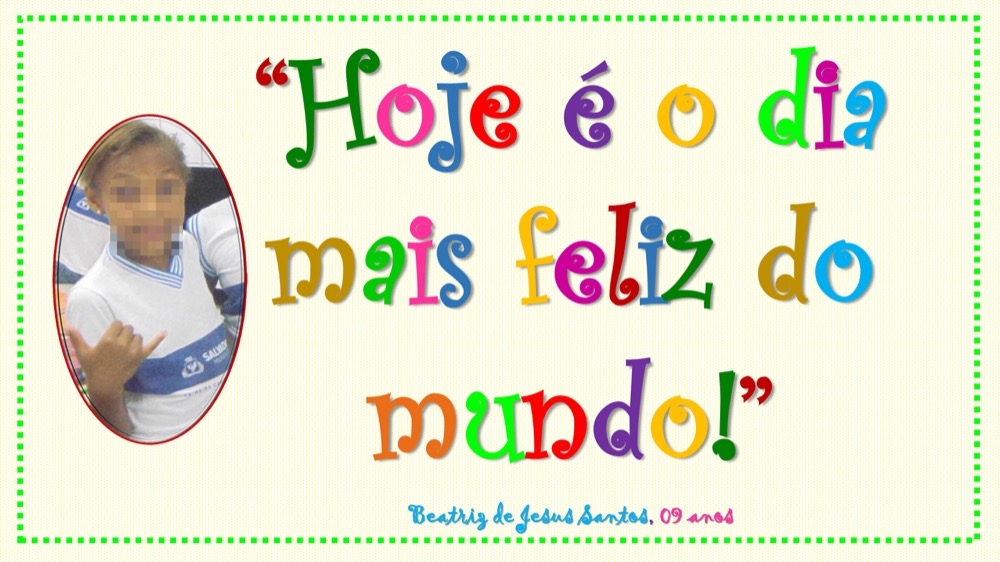 “Hoje é o dia
mais feliz do
mundo!”
Beatriz de Jesus Santos, 09 anos